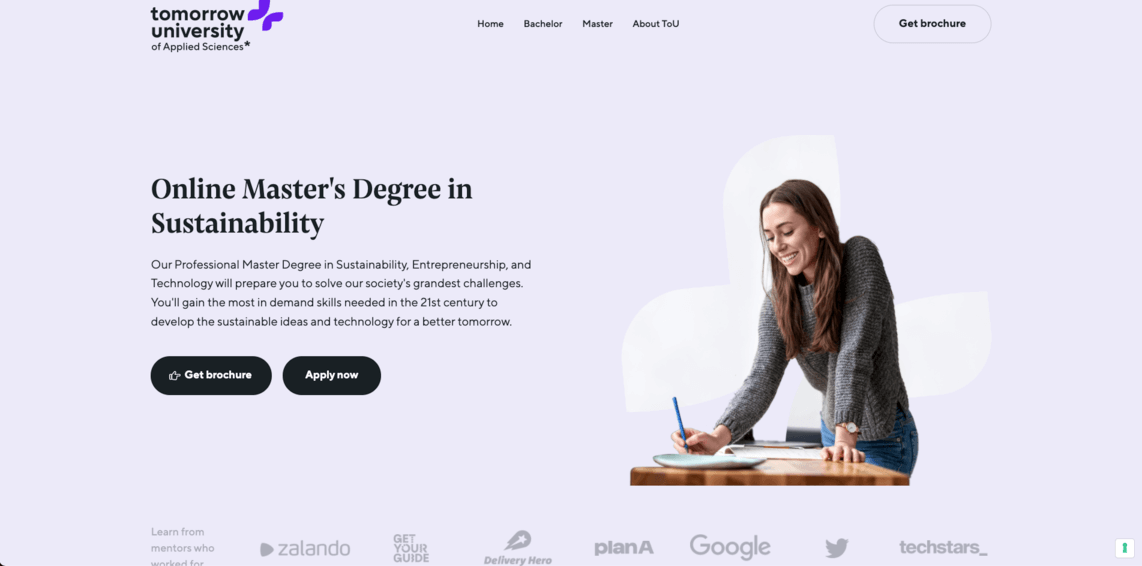 tomorrow
university
of Applied Sciences*
Home
Bachelor
Master
About ToU
Get brochure
Online Master's Degree in
Sustainability
Our Professional Master Degree in Sustainability, Entrepreneurship, and
Technology will prepare you to solve our society's grandest challenges.
You'll gain the most in demand skills needed in the 21st century to
develop the sustainable ideas and technology for a better tomorrow.
Get brochure
Apply now
Learn from
mentors who
worked for
zalando
GET
YOUR
GUIDE
Delivery Hero
planA
Google
techstars_